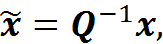 x̃ = Q⁻¹x,